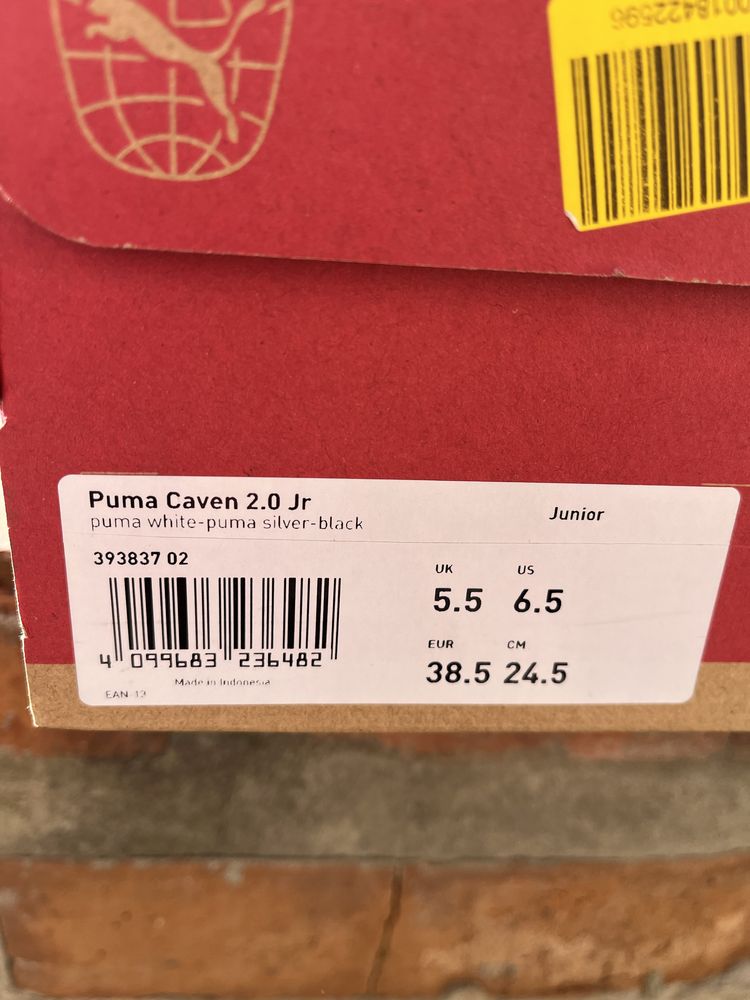 0018422596
Puma Caven 2.0 Jr
puma white-puma silver-black
Junior
393837 02
UK US
5.5 6.5
EUR CM
38.5 24.5
4 099683 236482
Made in Indonesia
EAN 13